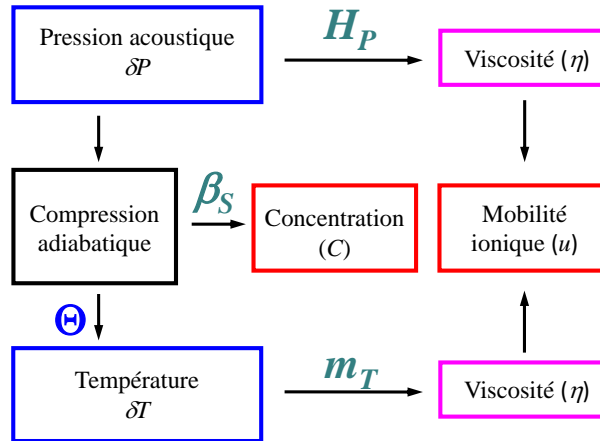 Pression acoustique
δP
H_P
Viscosité (η)
Compression
adiabatique
β_S
Concentration
(C)
Mobilité
ionique (u)
Θ
Température
δT
m_T
Viscosité (η)